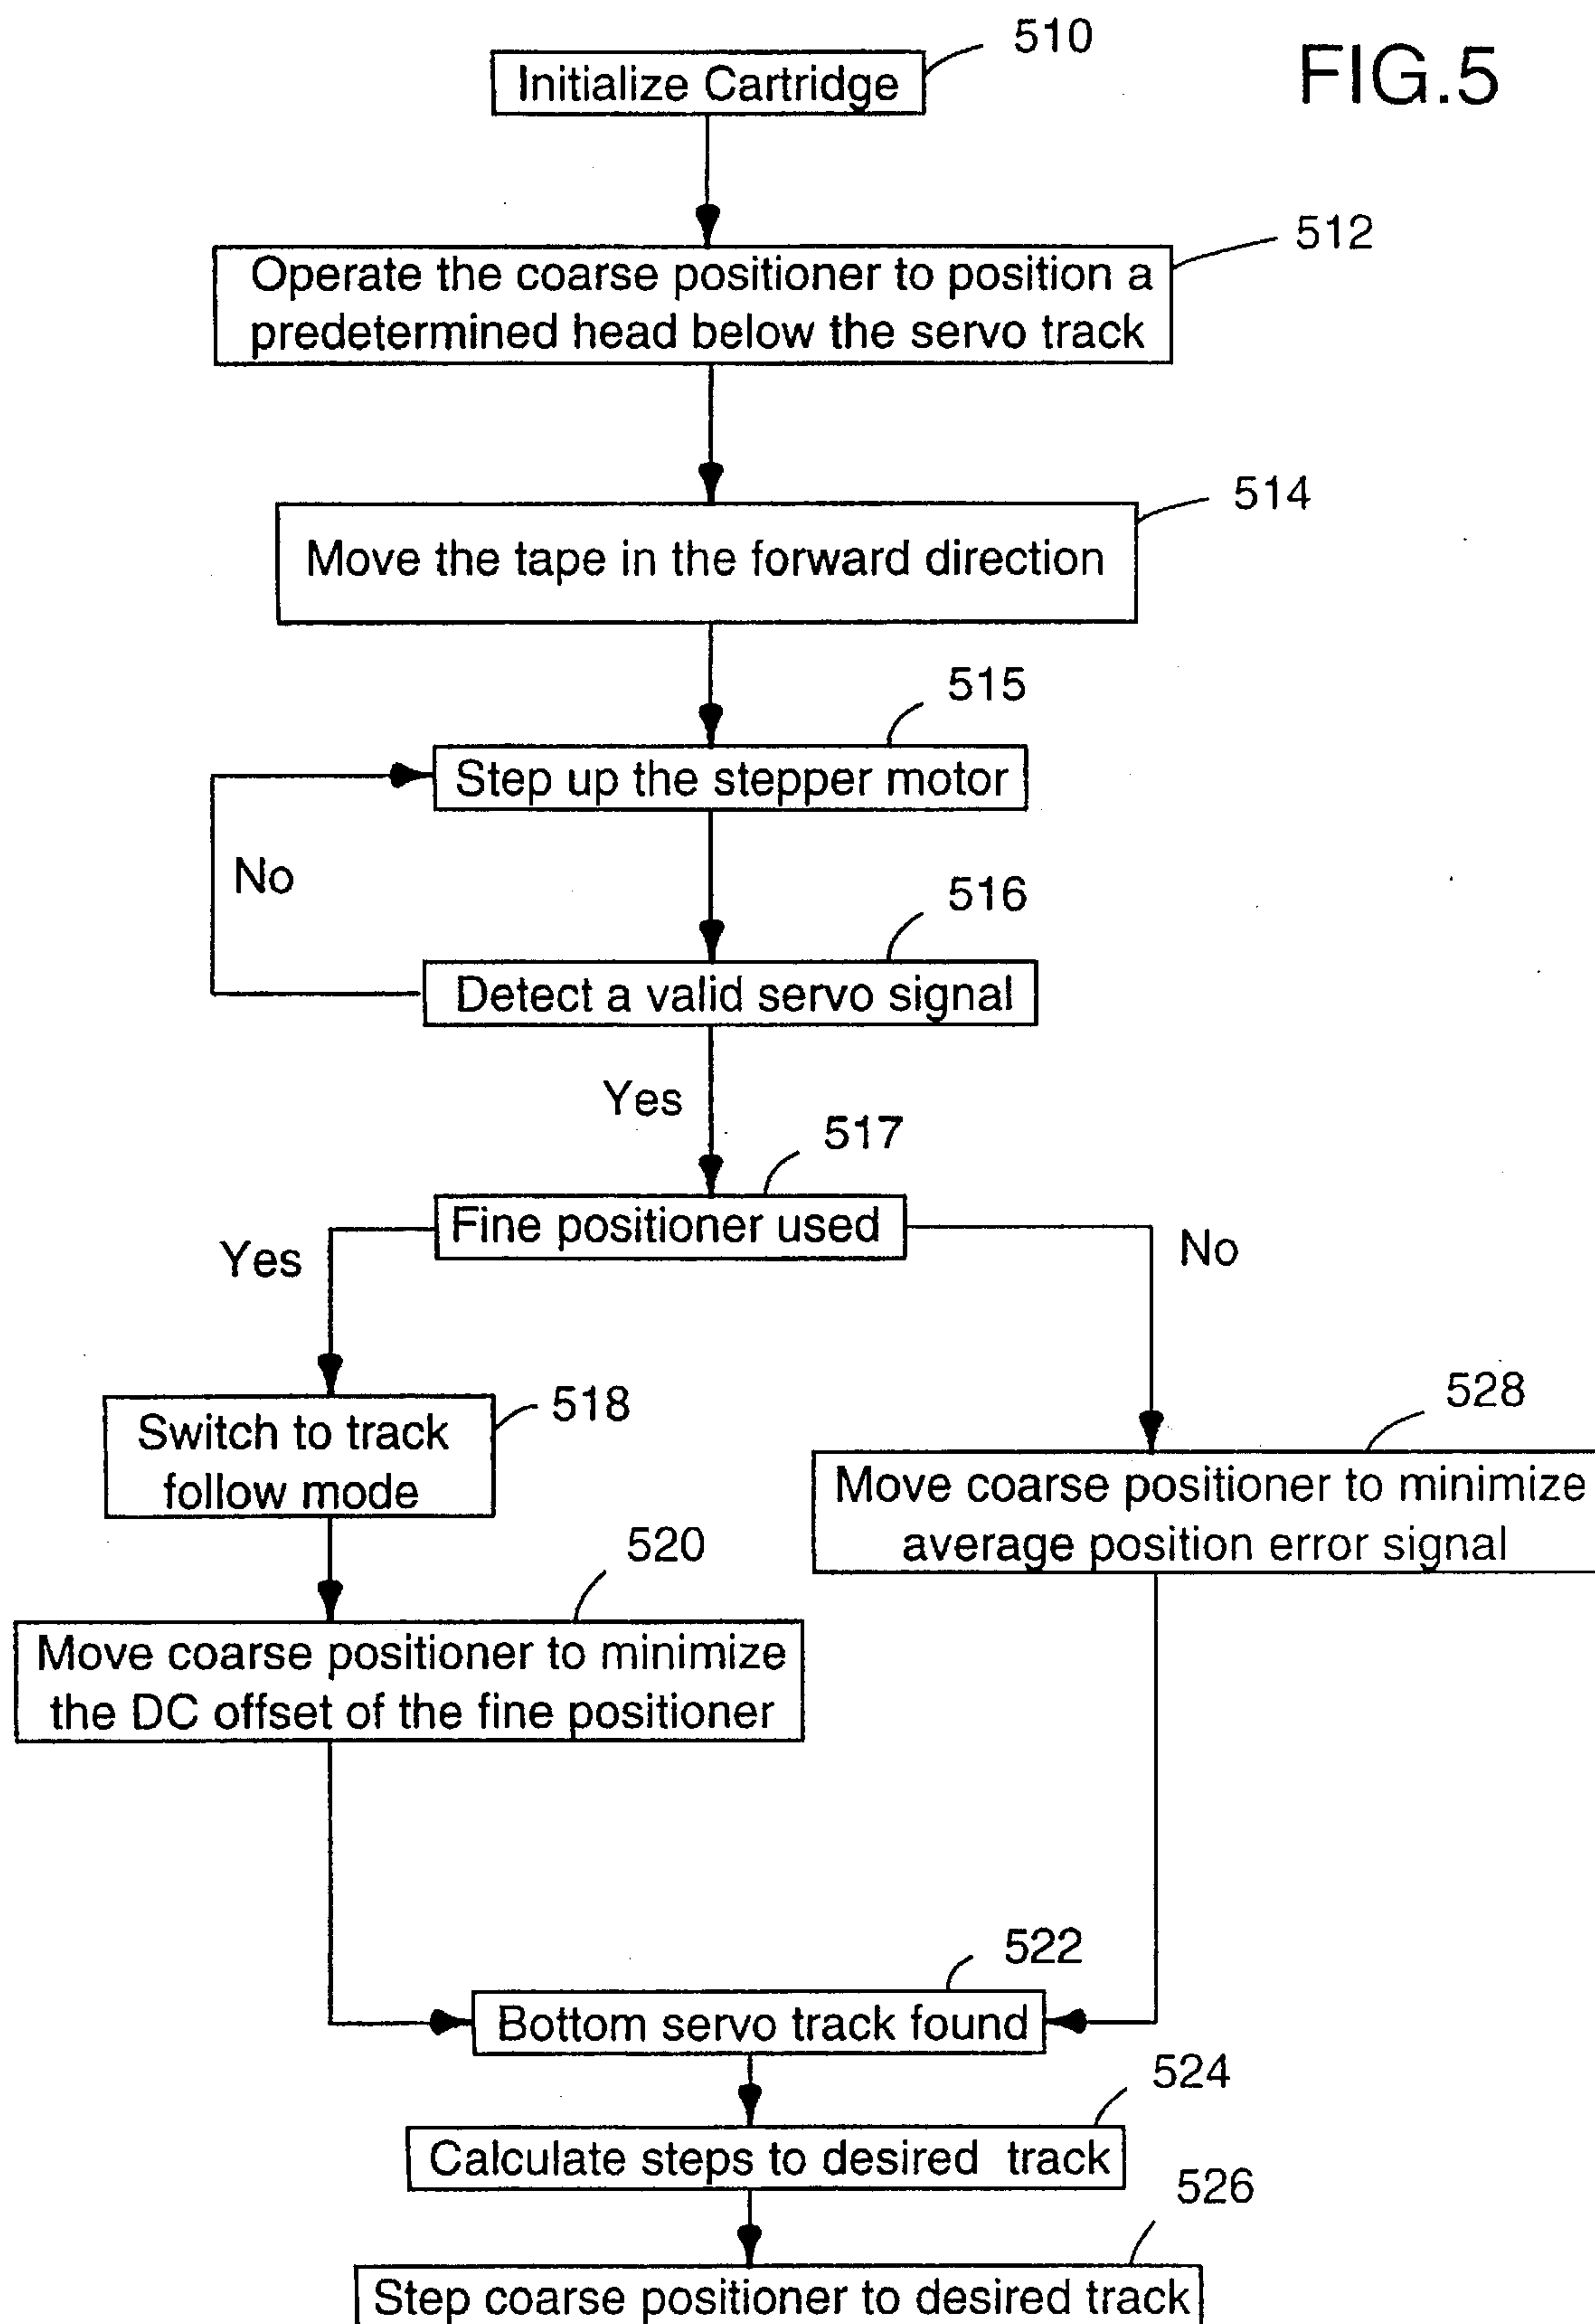 FIG.5
510
Initialize Cartridge
512
Operate the coarse positioner to position a
predetermined head below the servo track
514
Move the tape in the forward direction
515
Step up the stepper motor
No
516
Detect a valid servo signal
Yes
517
Fine positioner used
Yes
No
518
Switch to track
follow mode
528
Move coarse positioner to minimize
average position error signal
520
Move coarse positioner to minimize
the DC offset of the fine positioner
522
Bottom servo track found
524
Calculate steps to desired track
526
Step coarse positioner to desired track